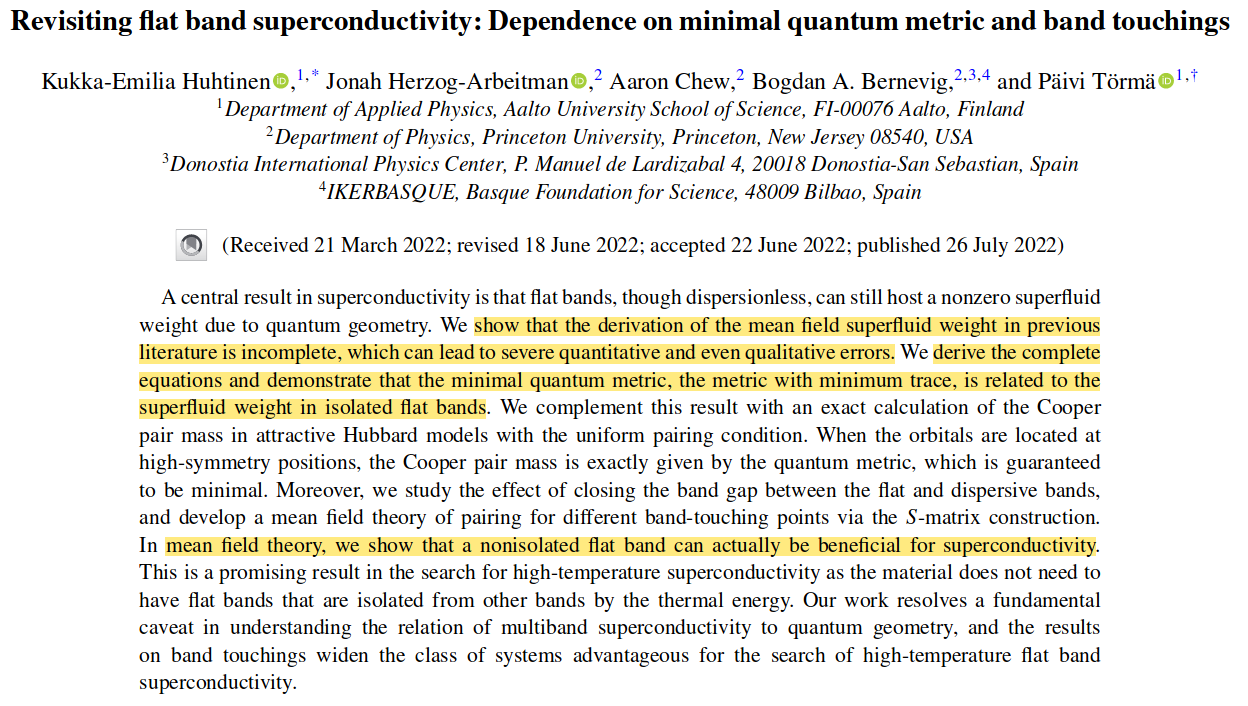 Revisiting flat band superconductivity: Dependence on minimal quantum metric and band touchings
Kukka-Emilia Huhtinen,1,* Jonah Herzog-Arbeitman,2 Aaron Chew,2 Bogdan A. Bernevig,2,3,4 and Päivi Törmä1,†
1Department of Applied Physics, Aalto University School of Science, FI-00076 Aalto, Finland
2Department of Physics, Princeton University, Princeton, New Jersey 08540, USA
3Donostia International Physics Center, P. Manuel de Lardizabal 4, 20018 Donostia-San Sebastian, Spain
4IKERBASQUE, Basque Foundation for Science, 48009 Bilbao, Spain
(Received 21 March 2022; revised 18 June 2022; accepted 22 June 2022; published 26 July 2022)
A central result in superconductivity is that flat bands, though dispersionless, can still host a nonzero superfluid
weight due to quantum geometry. We show that the derivation of the mean field superfluid weight in previous
literature is incomplete, which can lead to severe quantitative and even qualitative errors. We derive the complete
equations and demonstrate that the minimal quantum metric, the metric with minimum trace, is related to the
superfluid weight in isolated flat bands. We complement this result with an exact calculation of the Cooper
pair mass in attractive Hubbard models with the uniform pairing condition. When the orbitals are located at
high-symmetry positions, the Cooper pair mass is exactly given by the quantum metric, which is guaranteed
to be minimal. Moreover, we study the effect of closing the band gap between the flat and dispersive bands,
and develop a mean field theory of pairing for different band-touching points via the S-matrix construction.
In mean field theory, we show that a nonisolated flat band can actually be beneficial for superconductivity.
This is a promising result in the search for high-temperature superconductivity as the material does not need to
have flat bands that are isolated from other bands by the thermal energy. Our work resolves a fundamental
caveat in understanding the relation of multiband superconductivity to quantum geometry, and the results
on band touchings widen the class of systems advantageous for the search of high-temperature flat band
superconductivity.